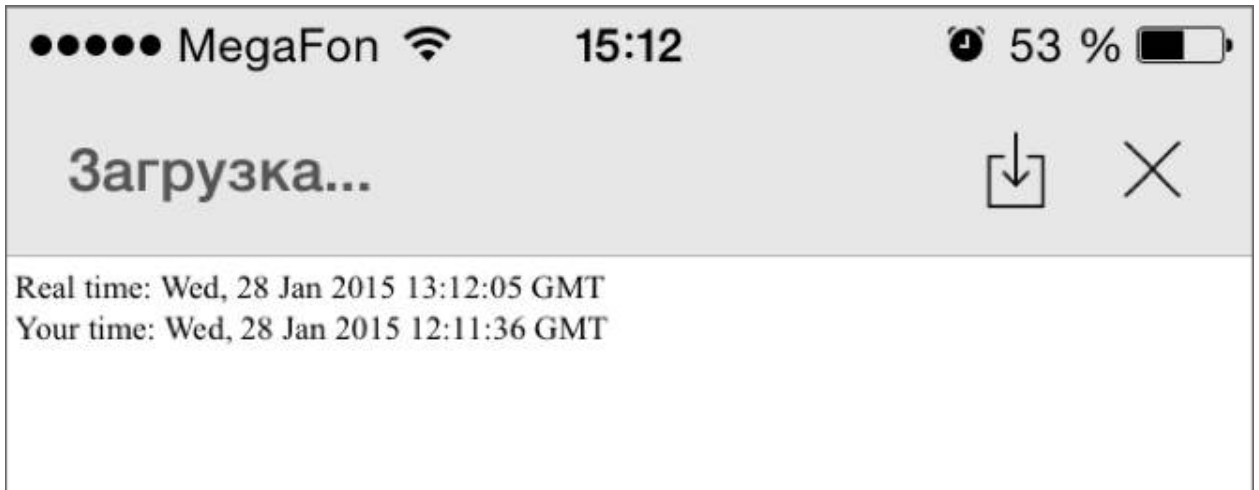 MegaFon 15:12 53 %
Загрузка...
Real time: Wed, 28 Jan 2015 13:12:05 GMT
Your time: Wed, 28 Jan 2015 12:11:36 GMT